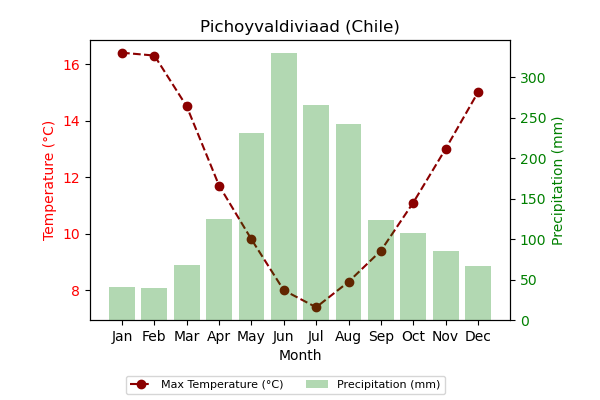 Pichoyvaldiviaad (Chile)
Temperature (°C)
16
14
12
10
8
300
250
200
150
100
50
0
Precipitation (mm)
Jan Feb Mar Apr May Jun Jul Aug Sep Oct Nov Dec
Month
Max Temperature (°C) Precipitation (mm)